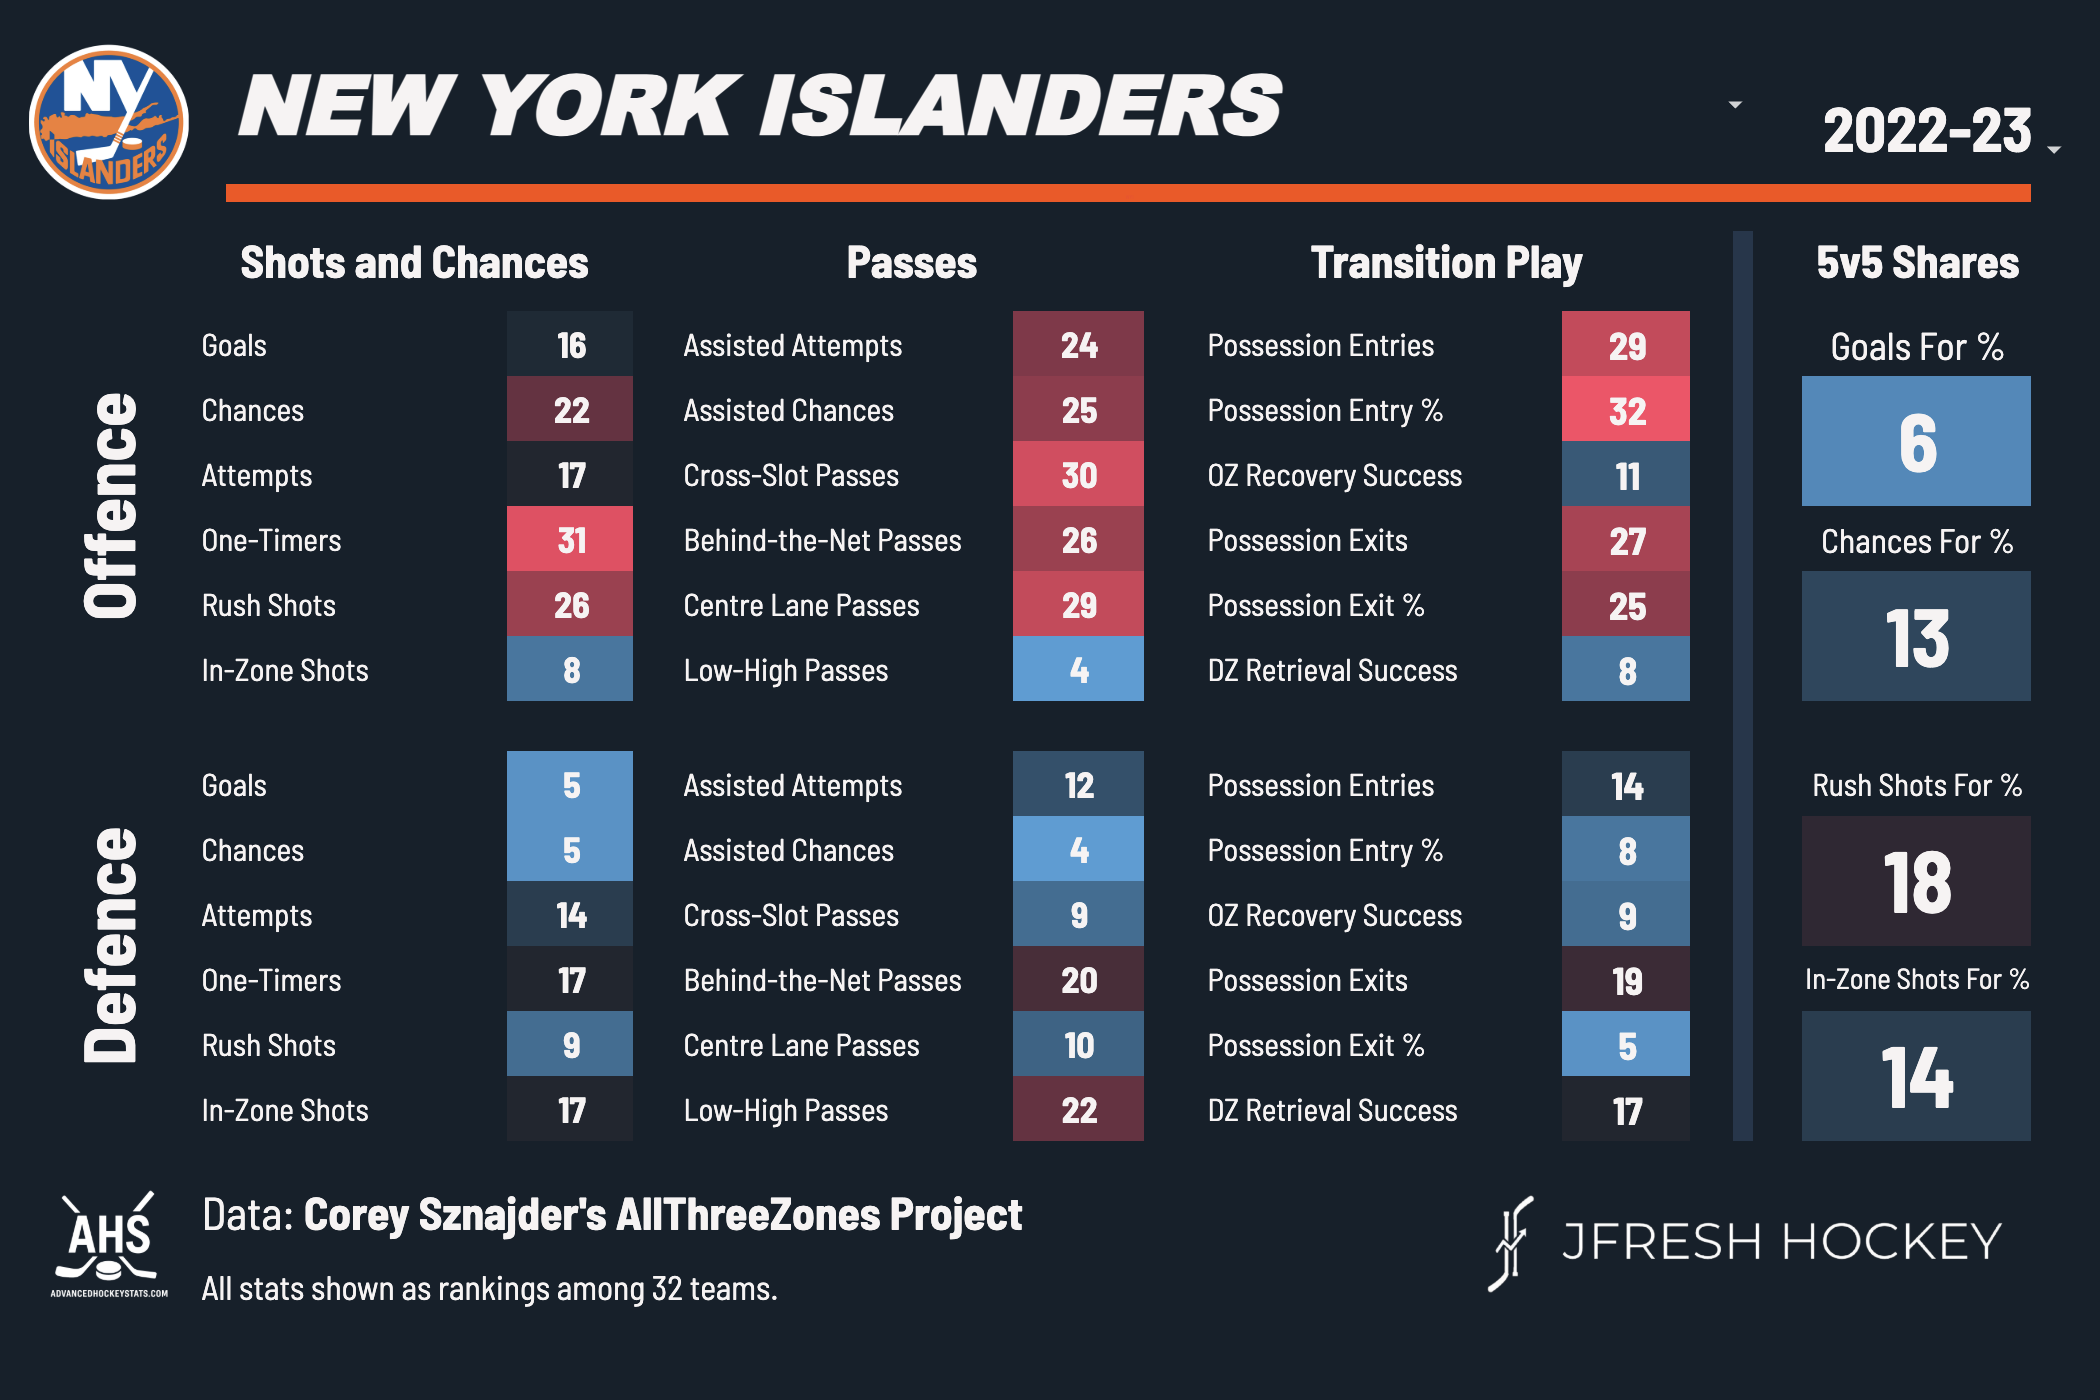 NY
ISLANDERS
NEW YORK ISLANDERS
2022-23
Shots and Chances Passes Transition Play 5v5 Shares
Offence
Goals 16 Assisted Attempts 24 Possession Entries 29
Chances 22 Assisted Chances 25 Possession Entry % 32
Attempts 17 Cross-Slot Passes 30 OZ Recovery Success 11
One-Timers 31 Behind-the-Net Passes 26 Possession Exits 27
Rush Shots 26 Centre Lane Passes 29 Possession Exit % 25
In-Zone Shots 8 Low-High Passes 4 DZ Retrieval Success 8
Goals For %
6
Chances For %
13
Defence
Goals 5 Assisted Attempts 12 Possession Entries 14
Chances 5 Assisted Chances 4 Possession Entry % 8
Attempts 14 Cross-Slot Passes 9 OZ Recovery Success 9
One-Timers 17 Behind-the-Net Passes 20 Possession Exits 19
Rush Shots 9 Centre Lane Passes 10 Possession Exit % 5
In-Zone Shots 17 Low-High Passes 22 DZ Retrieval Success 17
Rush Shots For %
18
In-Zone Shots For %
14
AHS
ADVANCEDHOCKEYSTATS.COM
Data: Corey Sznajder's AllThreeZones Project
All stats shown as rankings among 32 teams.
JFRESH HOCKEY